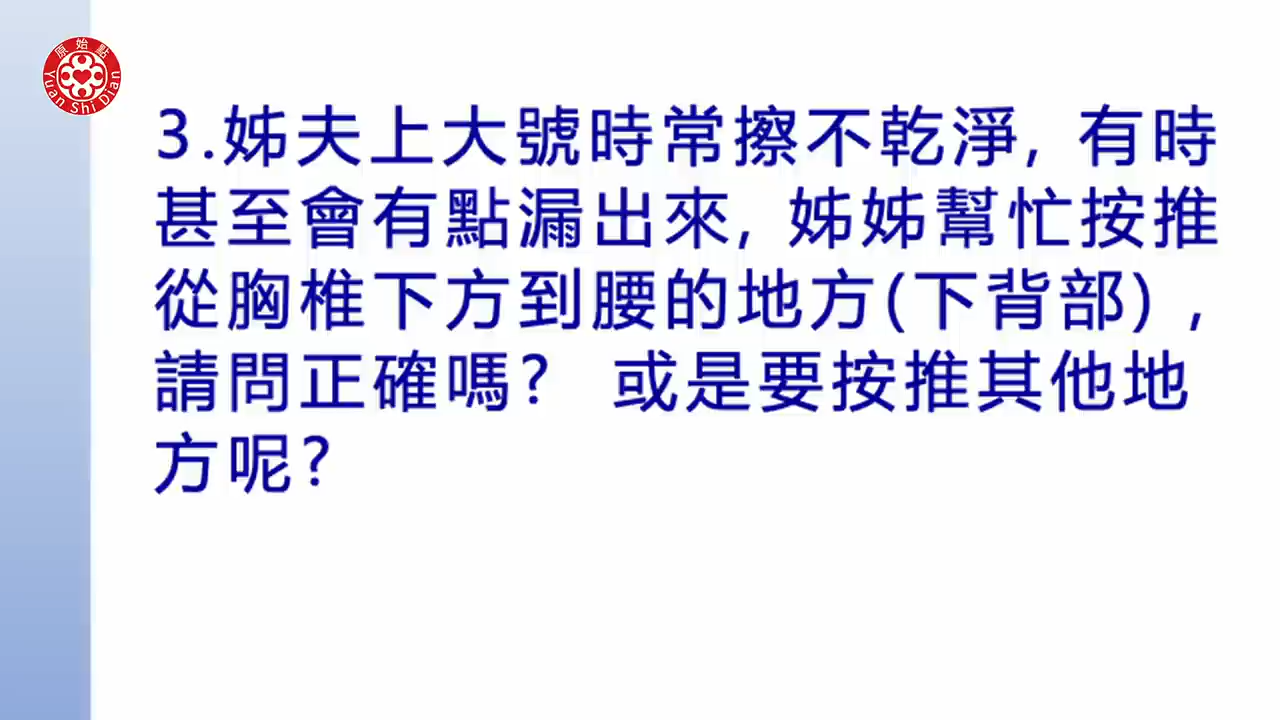 原始點
Yuan Shi Dian
3.姊夫上大號時常擦不乾淨, 有時
甚至會有點漏出來, 姊姊幫忙按推
從胸椎下方到腰的地方(下背部) ,
請問正確嗎? 或是要按推其他地
方呢?